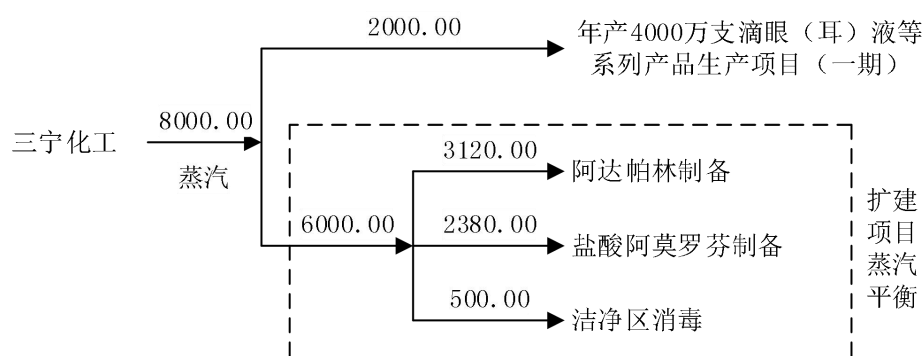 2000.00
年产4000万支滴眼（耳）液等
系列产品生产项目（一期）
8000.00
三宁化工
蒸汽
3120.00
阿达帕林制备
6000.00
2380.00
盐酸阿莫罗芬制备
500.00
洁净区消毒
扩建
项目
蒸汽
平衡